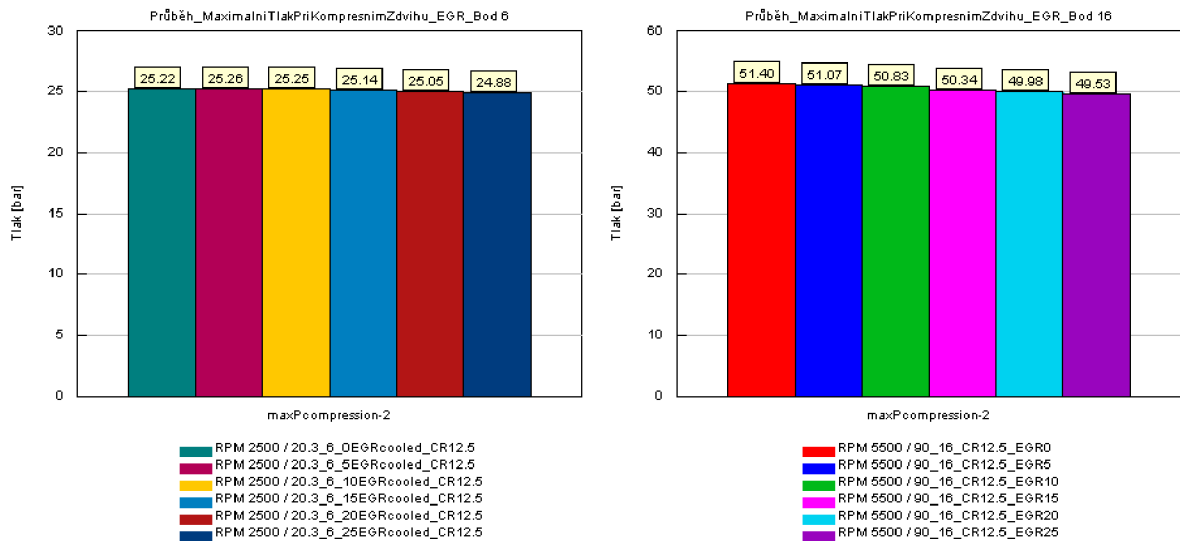 Průběh_MaximalniTlakPriKompresnimZdvihu_EGR_Bod 6
30
25
20
15
10
5
0
Tlak [bar]
25.22
25.26
25.25
25.14
25.05
24.88
maxPcompression-2
RPM 2500 / 20.3_6_0EGRcooled_CR12.5
RPM 2500 / 20.3_6_5EGRcooled_CR12.5
RPM 2500 / 20.3_6_10EGRcooled_CR12.5
RPM 2500 / 20.3_6_15EGRcooled_CR12.5
RPM 2500 / 20.3_6_20EGRcooled_CR12.5
RPM 2500 / 20.3_6_25EGRcooled_CR12.5
Průběh_MaximalniTlakPriKompresnimZdvihu_EGR_Bod 16
60
50
40
30
20
10
0
Tlak [bar]
51.40
51.07
50.83
50.34
49.98
49.53
maxPcompression-2
RPM 5500 / 90_16_CR12.5_EGR0
RPM 5500 / 90_16_CR12.5_EGR5
RPM 5500 / 90_16_CR12.5_EGR10
RPM 5500 / 90_16_CR12.5_EGR15
RPM 5500 / 90_16_CR12.5_EGR20
RPM 5500 / 90_16_CR12.5_EGR25